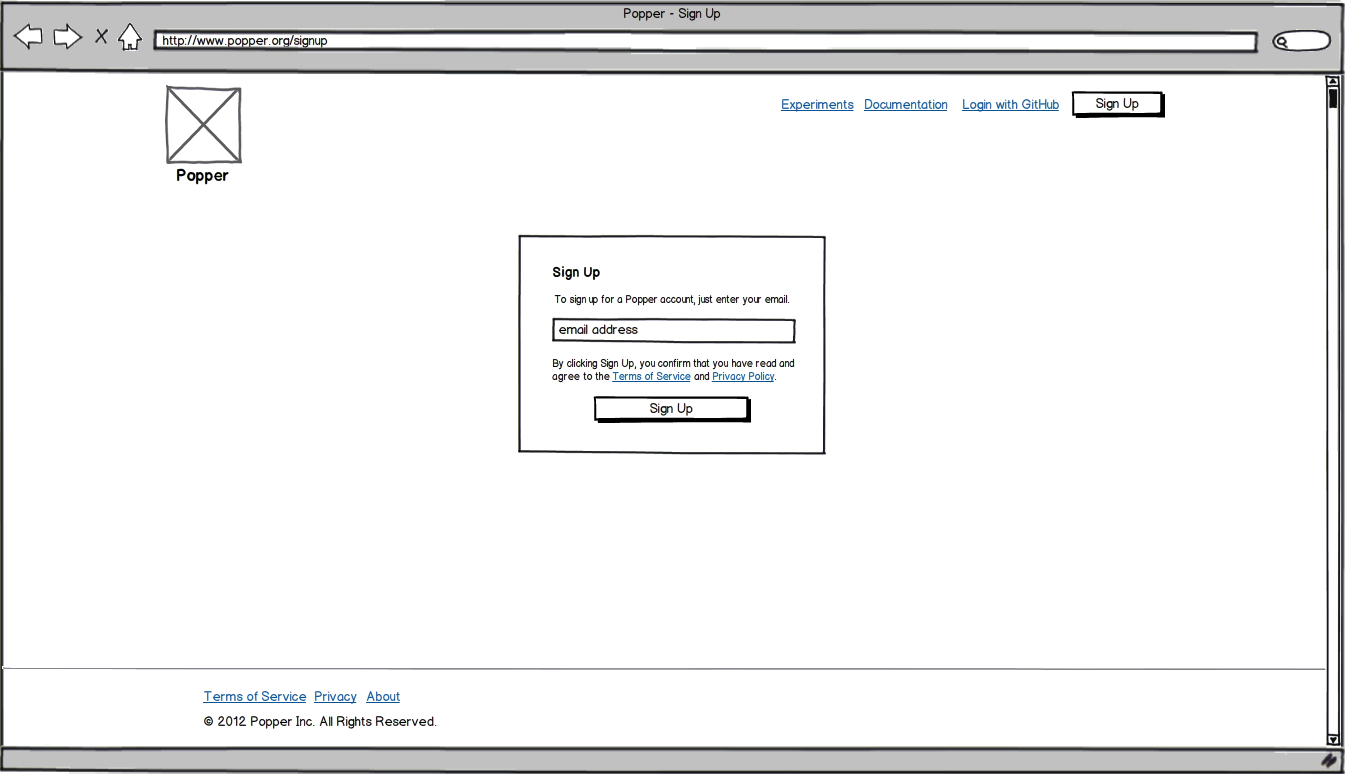 Popper - Sign Up
http://www.popper.org/signup
Experiments Documentation Login with GitHub Sign Up
Popper
Sign Up
To sign up for a Popper account, just enter your email.
email address
By clicking Sign Up, you confirm that you have read and
agree to the Terms of Service and Privacy Policy.
Sign Up
Terms of Service Privacy About
© 2012 Popper Inc. All Rights Reserved.